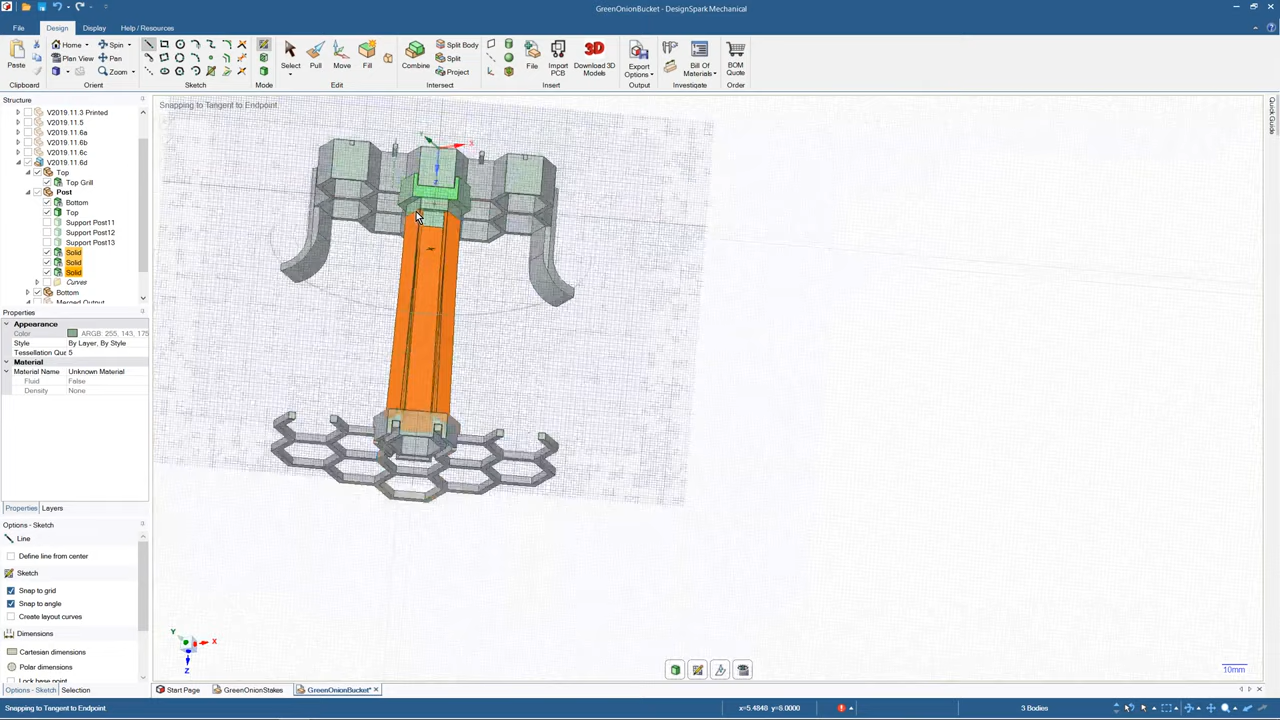 GreenOnionBucket - DesignSpark Mechanical
File
Design
Display
Help / Resources
Home
Spin
Plan View
Pan
Zoom
Paste
Select
Pull
Move
Fill
Combine
Split Body
Split
Project
File
Import PCB
Download 3D Models
Export Options
Bill Of Materials
BOM Quote
Clipboard
Orient
Sketch
Mode
Edit
Intersect
Insert
Output
Investigate
Order
Structure
V2019.11.3 Printed
V2019.11.5
V2019.11.6a
V2019.11.6b
V2019.11.6c
V2019.11.6d
Top
Top Grill
Post
Bottom
Top
Support Post11
Support Post12
Support Post13
Solid
Solid
Solid
Curves
Bottom
Merged Output
Properties
Appearance
Color ARGB: 255, 143, 175
Style By Layer, By Style
Tessellation Qua 5
Material
Material Name Unknown Material
Fluid False
Density None
Properties Layers
Options - Sketch
Line
Define line from center
Sketch
Snap to grid
Snap to angle
Create layout curves
Dimensions
Cartesian dimensions
Polar dimensions
Lock base point
Options - Sketch Selection
Snapping to Tangent to Endpoint
X
Y
X
Z
10mm
Quick Guide
Start Page
GreenOnionStakes
GreenOnionBucket*
Snapping to Tangent to Endpoint
x=5.4848 y=8.0000
3 Bodies